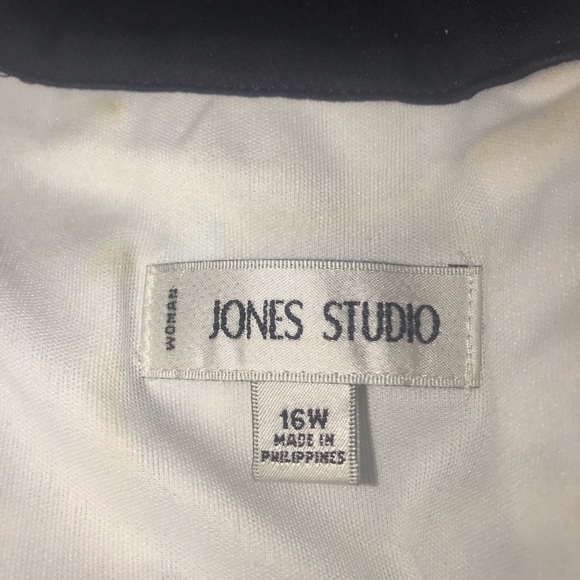 WOMAN
JONES STUDIO
16W
MADE IN
PHILIPPINES